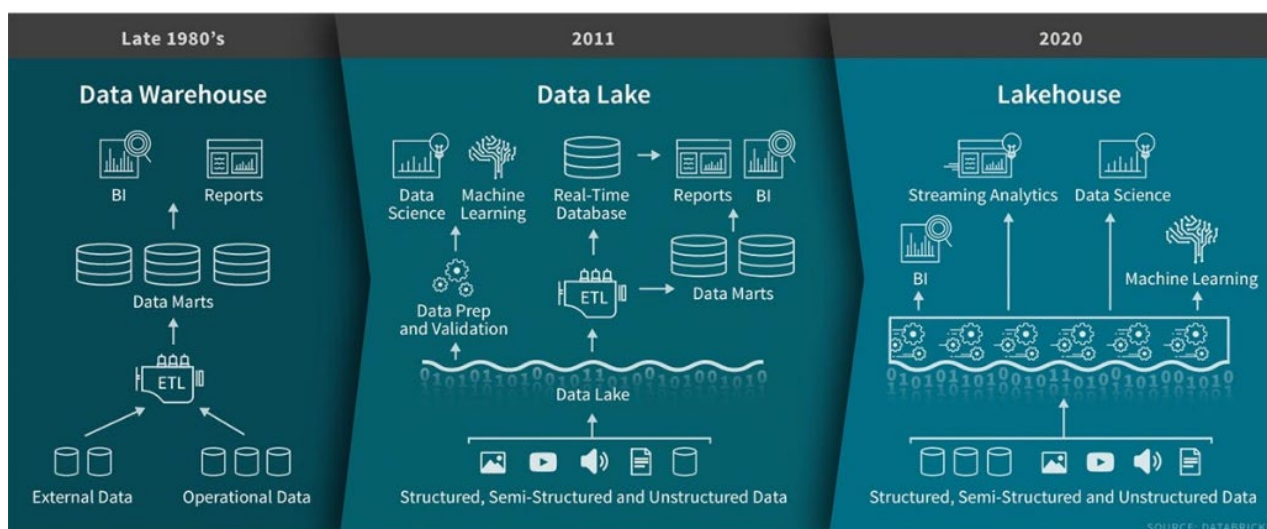 Late 1980's
Data Warehouse
BI
Reports
Data Marts
ETL
External Data
Operational Data
2011
Data Lake
Data
Science
Machine
Learning
Real-Time
Database
Reports
BI
Data Prep
and Validation
ETL
Data Marts
Data Lake
Structured, Semi-Structured and Unstructured Data
2020
Lakehouse
Streaming Analytics
Data Science
BI
Machine Learning
Structured, Semi-Structured and Unstructured Data
SOURCE: DATABRICK